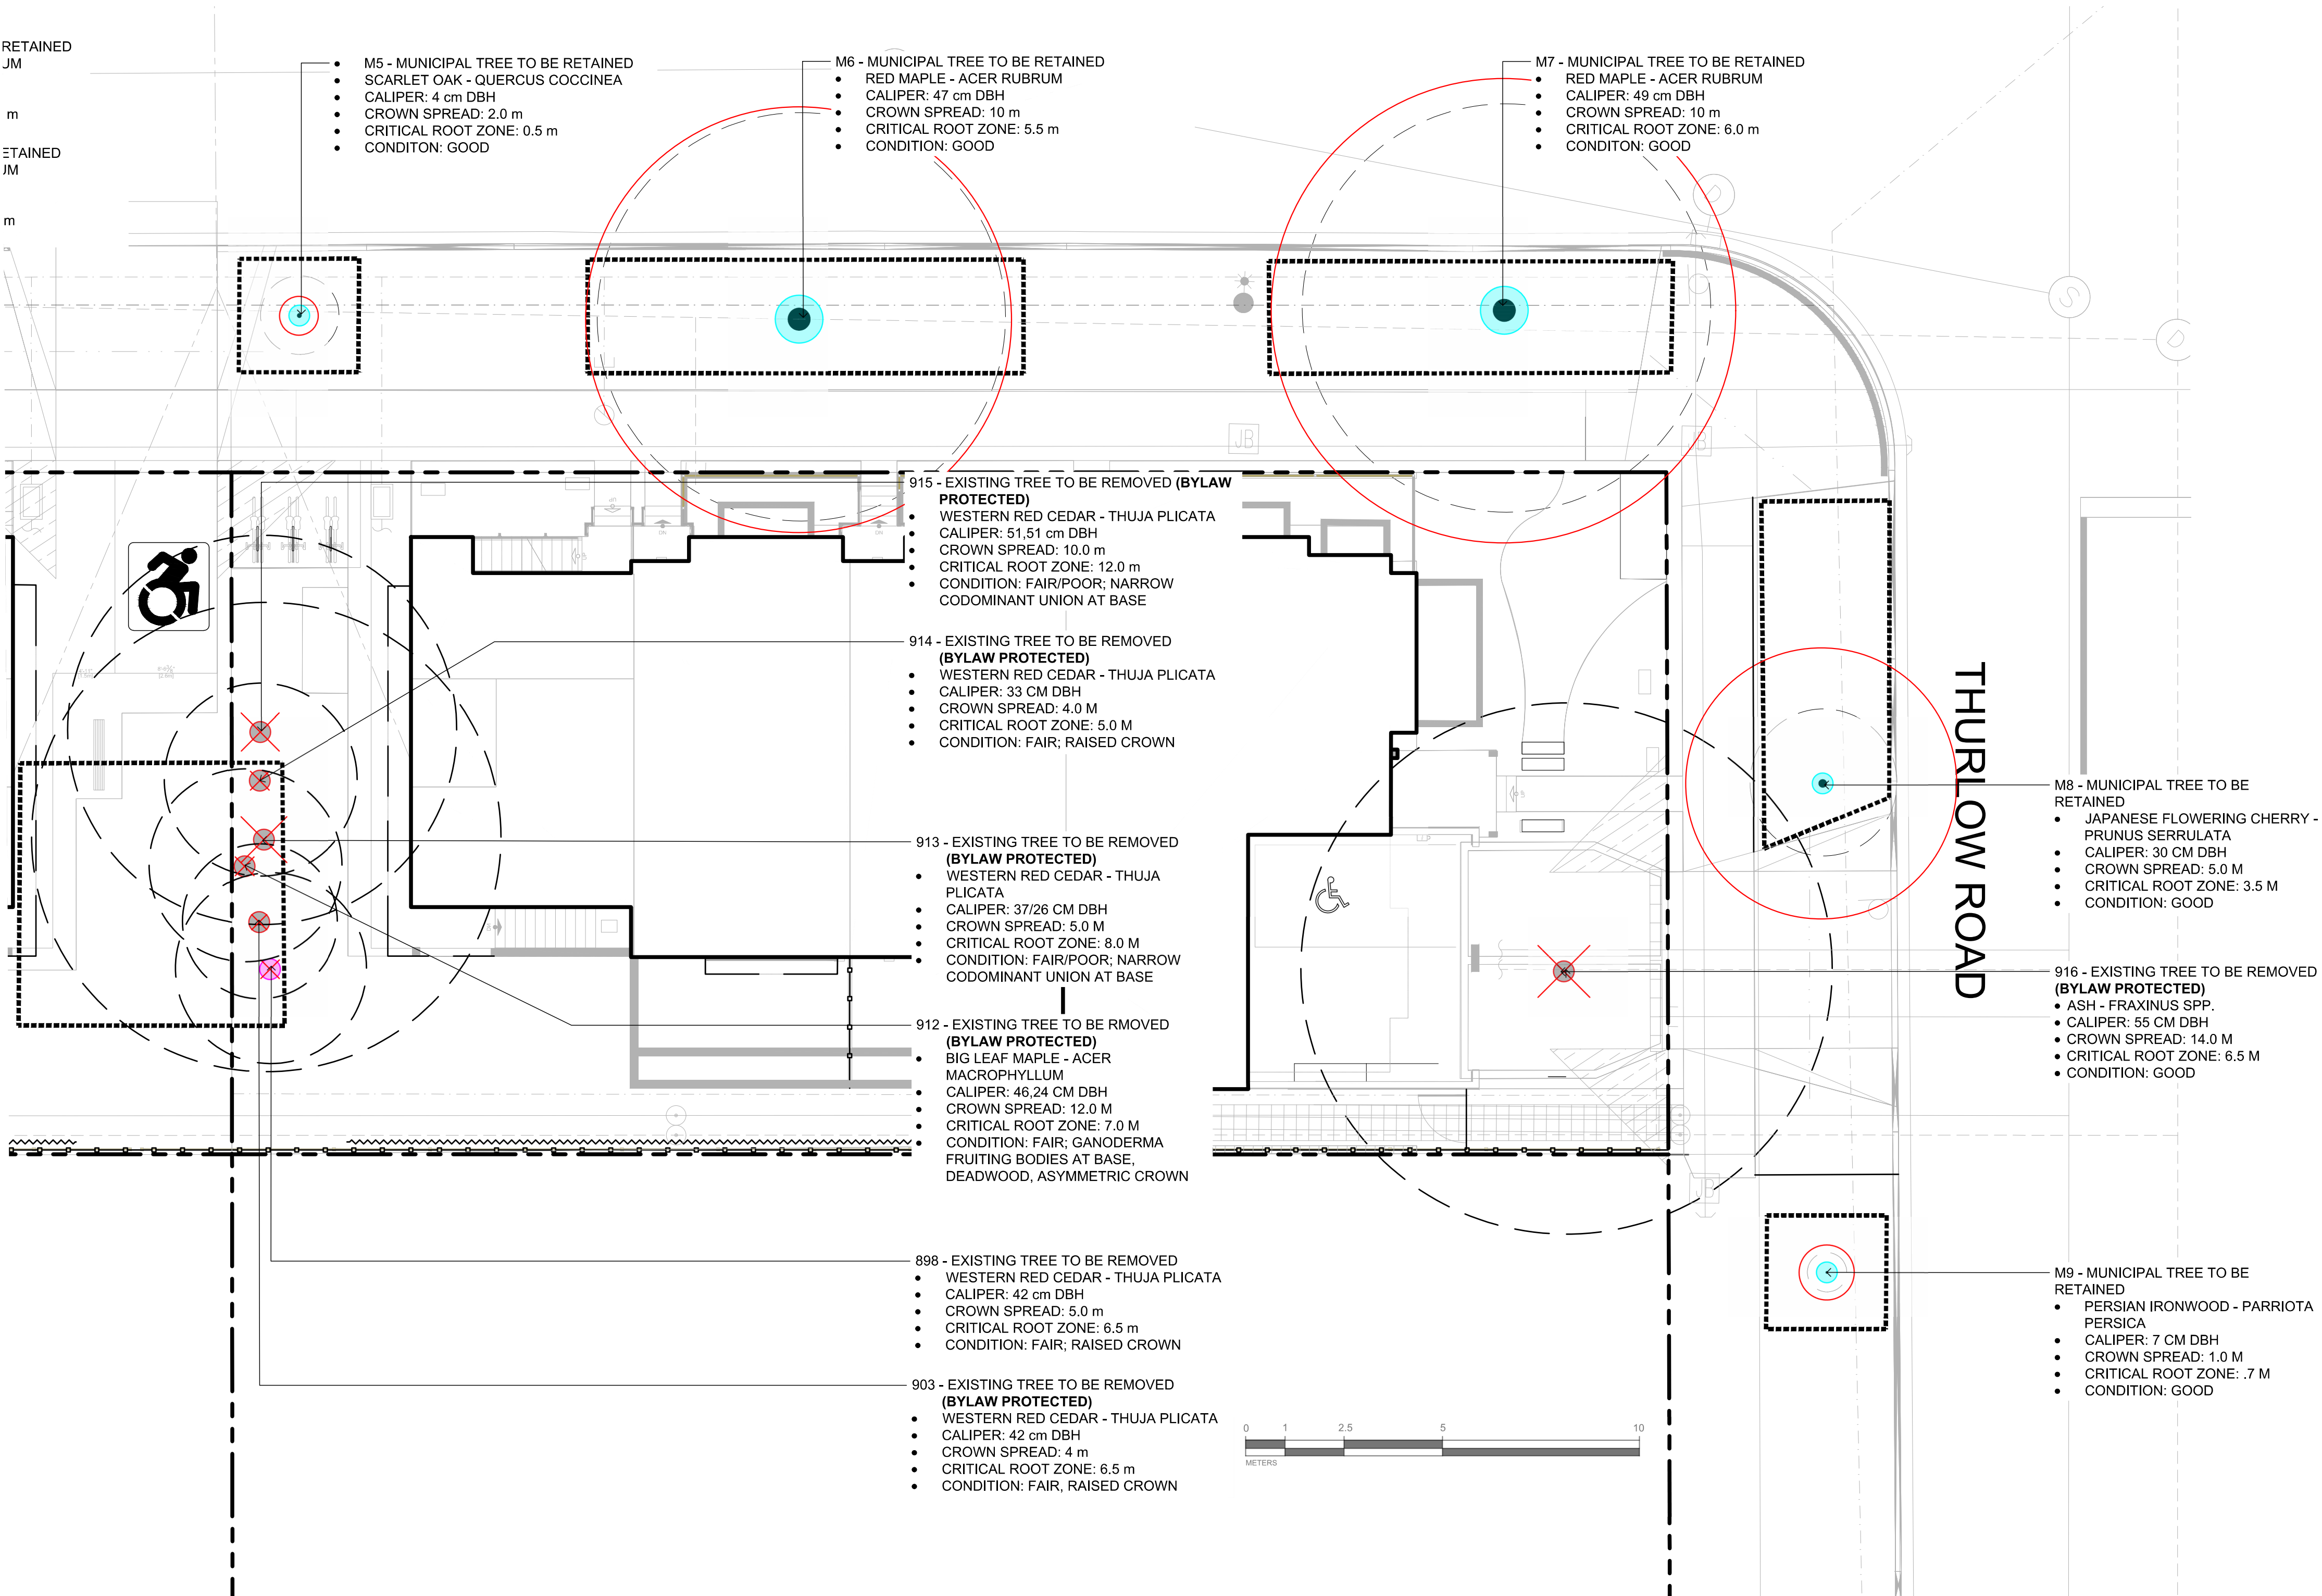 RETAINED
UM
m
ETAINED
UM
m
• M5 - MUNICIPAL TREE TO BE RETAINED
• SCARLET OAK - QUERCUS COCCINEA
• CALIPER: 4 cm DBH
• CROWN SPREAD: 2.0 m
• CRITICAL ROOT ZONE: 0.5 m
• CONDITON: GOOD
M6 - MUNICIPAL TREE TO BE RETAINED
• RED MAPLE - ACER RUBRUM
• CALIPER: 47 cm DBH
• CROWN SPREAD: 10 m
• CRITICAL ROOT ZONE: 5.5 m
• CONDITION: GOOD
M7 - MUNICIPAL TREE TO BE RETAINED
• RED MAPLE - ACER RUBRUM
• CALIPER: 49 cm DBH
• CROWN SPREAD: 10 m
• CRITICAL ROOT ZONE: 6.0 m
• CONDITON: GOOD
D
S
D
JB
JB
915 - EXISTING TREE TO BE REMOVED (BYLAW
PROTECTED)
• WESTERN RED CEDAR - THUJA PLICATA
• CALIPER: 51,51 cm DBH
• CROWN SPREAD: 10.0 m
• CRITICAL ROOT ZONE: 12.0 m
• CONDITION: FAIR/POOR; NARROW
CODOMINANT UNION AT BASE
UP
DN
DN
914 - EXISTING TREE TO BE REMOVED
(BYLAW PROTECTED)
• WESTERN RED CEDAR - THUJA PLICATA
• CALIPER: 33 CM DBH
• CROWN SPREAD: 4.0 M
• CRITICAL ROOT ZONE: 5.0 M
• CONDITION: FAIR; RAISED CROWN
913 - EXISTING TREE TO BE REMOVED
(BYLAW PROTECTED)
• WESTERN RED CEDAR - THUJA
PLICATA
• CALIPER: 37/26 CM DBH
• CROWN SPREAD: 5.0 M
• CRITICAL ROOT ZONE: 8.0 M
• CONDITION: FAIR/POOR; NARROW
CODOMINANT UNION AT BASE
912 - EXISTING TREE TO BE RMOVED
(BYLAW PROTECTED)
• BIG LEAF MAPLE - ACER
MACROPHYLLUM
• CALIPER: 46,24 CM DBH
• CROWN SPREAD: 12.0 M
• CRITICAL ROOT ZONE: 7.0 M
• CONDITION: FAIR; GANODERMA
FRUITING BODIES AT BASE,
DEADWOOD, ASYMMETRIC CROWN
898 - EXISTING TREE TO BE REMOVED
• WESTERN RED CEDAR - THUJA PLICATA
• CALIPER: 42 cm DBH
• CROWN SPREAD: 5.0 m
• CRITICAL ROOT ZONE: 6.5 m
• CONDITION: FAIR; RAISED CROWN
903 - EXISTING TREE TO BE REMOVED
(BYLAW PROTECTED)
• WESTERN RED CEDAR - THUJA PLICATA
• CALIPER: 42 cm DBH
• CROWN SPREAD: 4 m
• CRITICAL ROOT ZONE: 6.5 m
• CONDITION: FAIR, RAISED CROWN
THURLOW ROAD
M8 - MUNICIPAL TREE TO BE
RETAINED
• JAPANESE FLOWERING CHERRY -
PRUNUS SERRULATA
• CALIPER: 30 CM DBH
• CROWN SPREAD: 5.0 M
• CRITICAL ROOT ZONE: 3.5 M
• CONDITION: GOOD
916 - EXISTING TREE TO BE REMOVED
(BYLAW PROTECTED)
• ASH - FRAXINUS SPP.
• CALIPER: 55 CM DBH
• CROWN SPREAD: 14.0 M
• CRITICAL ROOT ZONE: 6.5 M
• CONDITION: GOOD
JB
M9 - MUNICIPAL TREE TO BE
RETAINED
• PERSIAN IRONWOOD - PARRIOTA
PERSICA
• CALIPER: 7 CM DBH
• CROWN SPREAD: 1.0 M
• CRITICAL ROOT ZONE: .7 M
• CONDITION: GOOD
0 1 2.5 5 10
METERS